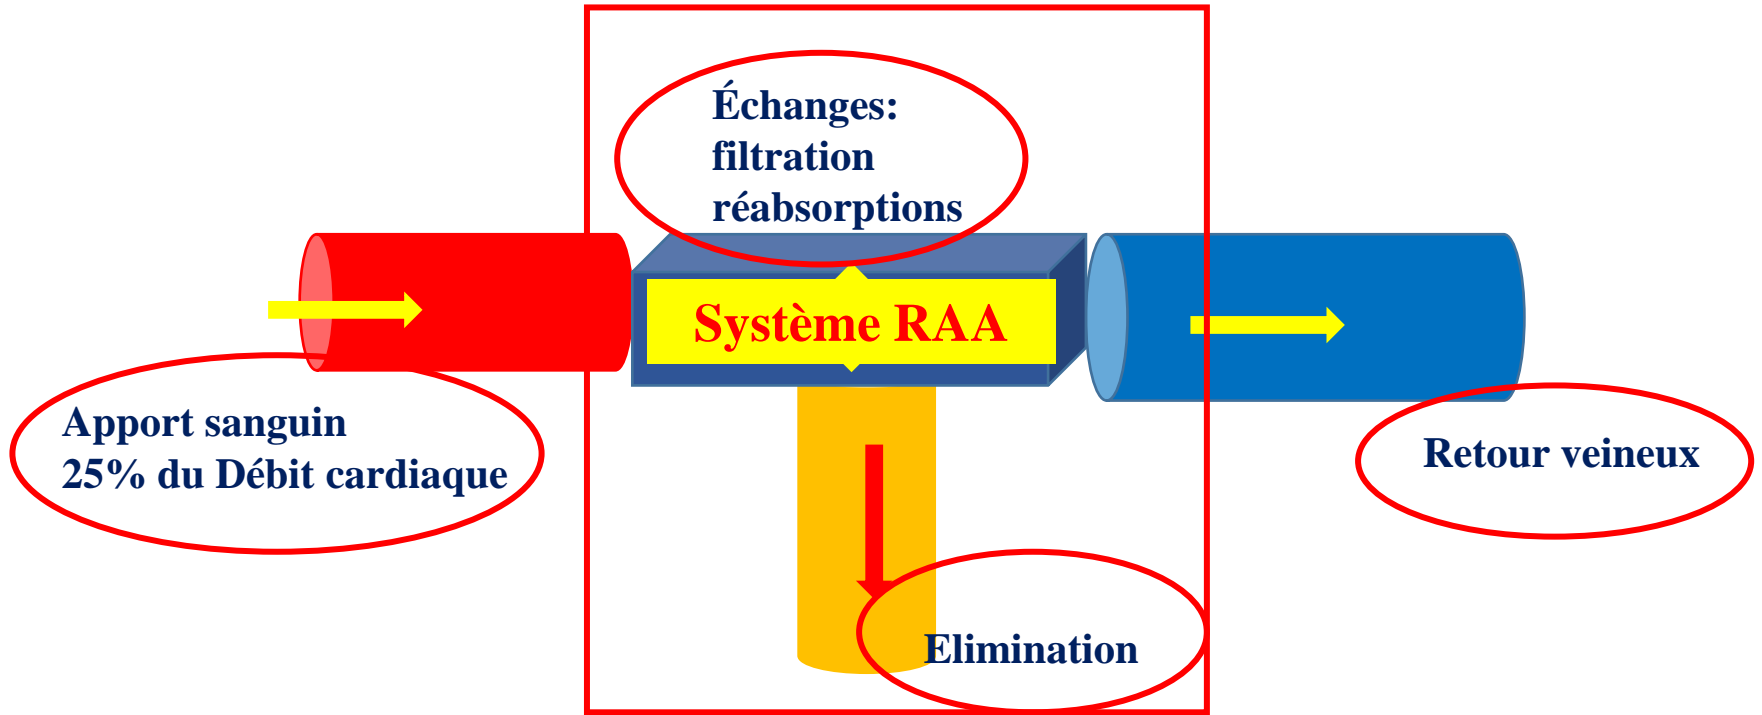 Échanges:
filtration
réabsorptions
Système RAA
Apport sanguin
25% du Débit cardiaque
Retour veineux
Elimination